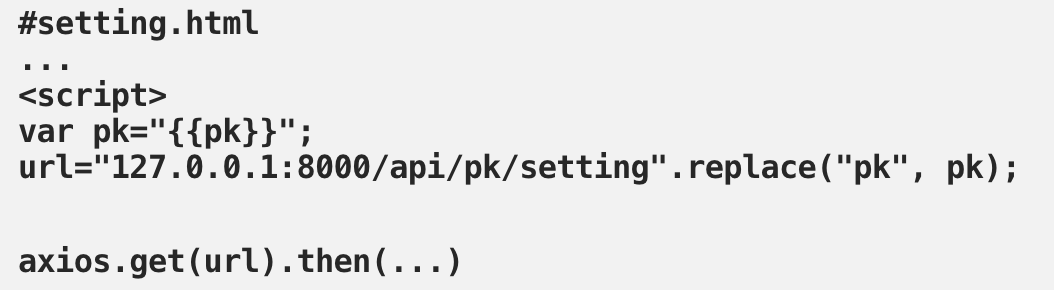 #setting.html
...
<script>
var pk="{{pk}}";
url="127.0.0.1:8000/api/pk/setting".replace("pk", pk);
axios.get(url).then(...)